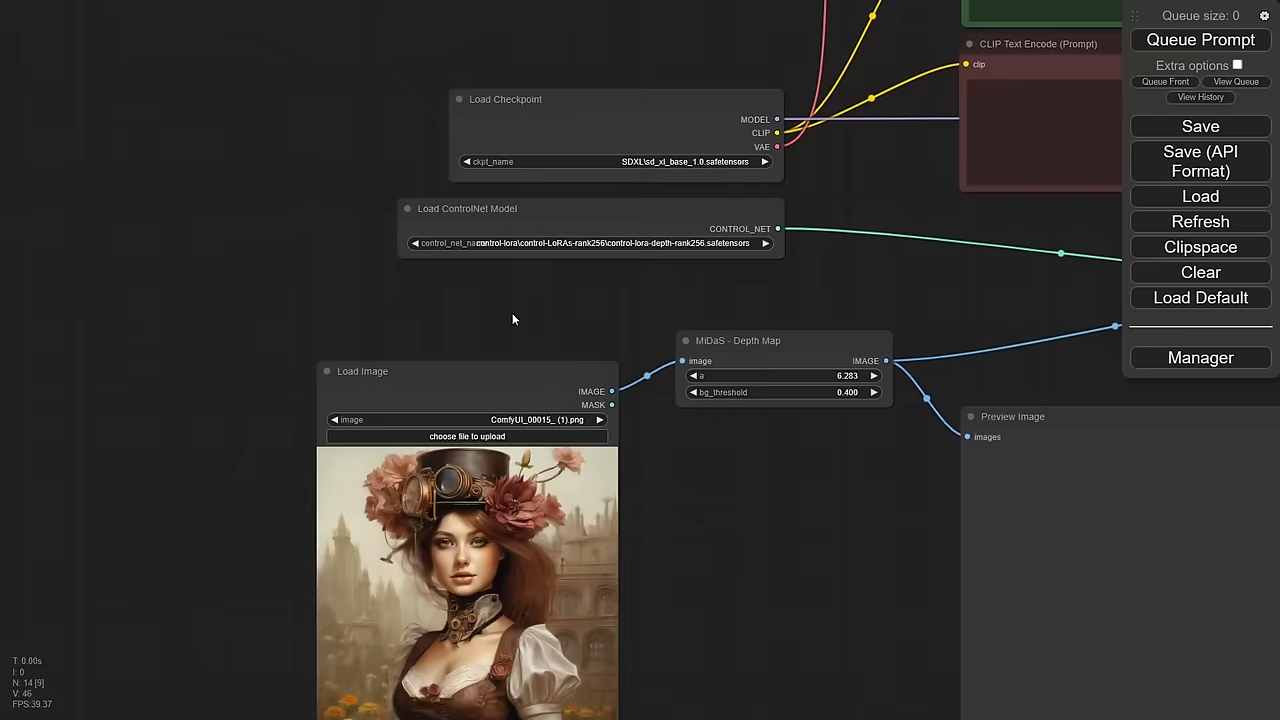 Queue size: 0
Queue Prompt
Extra options
Queue Front
View Queue
View History
Save
Save (API Format)
Load
Refresh
Clipspace
Clear
Load Default
Manager
CLIP Text Encode (Prompt)
clip
Load Checkpoint
MODEL
CLIP
VAE
ckpt_name SDXL\sd_xl_base_1.0.safetensors
Load ControlNet Model
CONTROL_NET
control-lora\control-LoRAs-rank256\control-lora-depth-rank256.safetensors
MiDaS - Depth Map
image IMAGE
a 6.283
bg_threshold 0.400
Load Image
IMAGE
MASK
image ComfyUI_00015_ (1).png
choose file to upload
Preview Image
images
T: 0.00s
I: 0
N: 14 [9]
V: 46
FPS:39.37